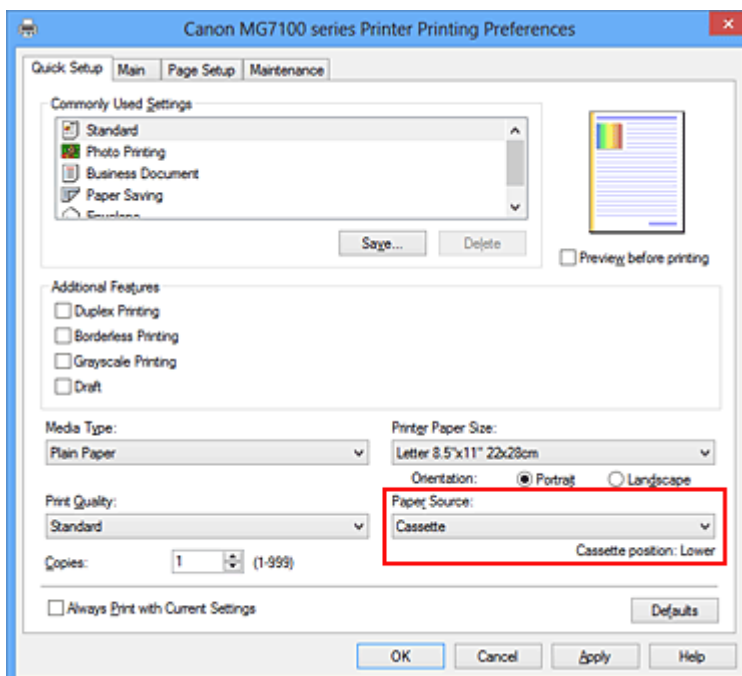 Canon MG7100 series Printer Printing Preferences
Quick Setup Main Page Setup Maintenance
Commonly Used Settings
Standard
Photo Printing
Business Document
Paper Saving
Envelope
Save... Delete
Preview before printing
Additional Features
Duplex Printing
Borderless Printing
Grayscale Printing
Draft
Media Type:
Plain Paper
Printer Paper Size:
Letter 8.5"x11" 22x28cm
Orientation: Portrait Landscape
Print Quality:
Standard
Paper Source:
Cassette
Cassette position: Lower
Copies: 1 (1-999)
Always Print with Current Settings
Defaults
OK Cancel Apply Help